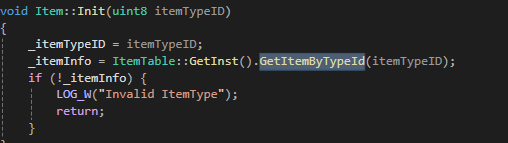 void Item::Init(uint8 itemTypeID)
{
_itemTypeID = itemTypeID;
_itemInfo = ItemTable::GetInst().GetItemByTypeId(itemTypeID);
if (!_itemInfo) {
LOG_W("Invalid ItemType");
return;
}